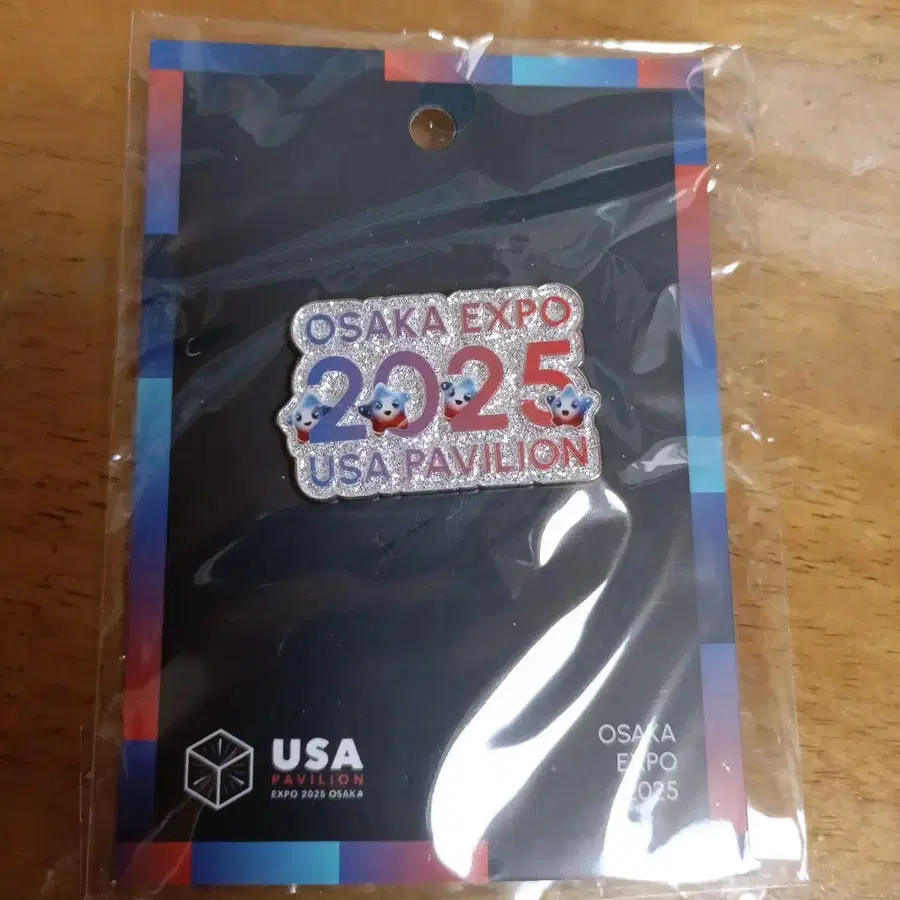 OSAKA EXPO
2025
USA PAVILION
USA
PAVILION
EXPO 2025 OSAKA
OSAKA
EXPO
2025